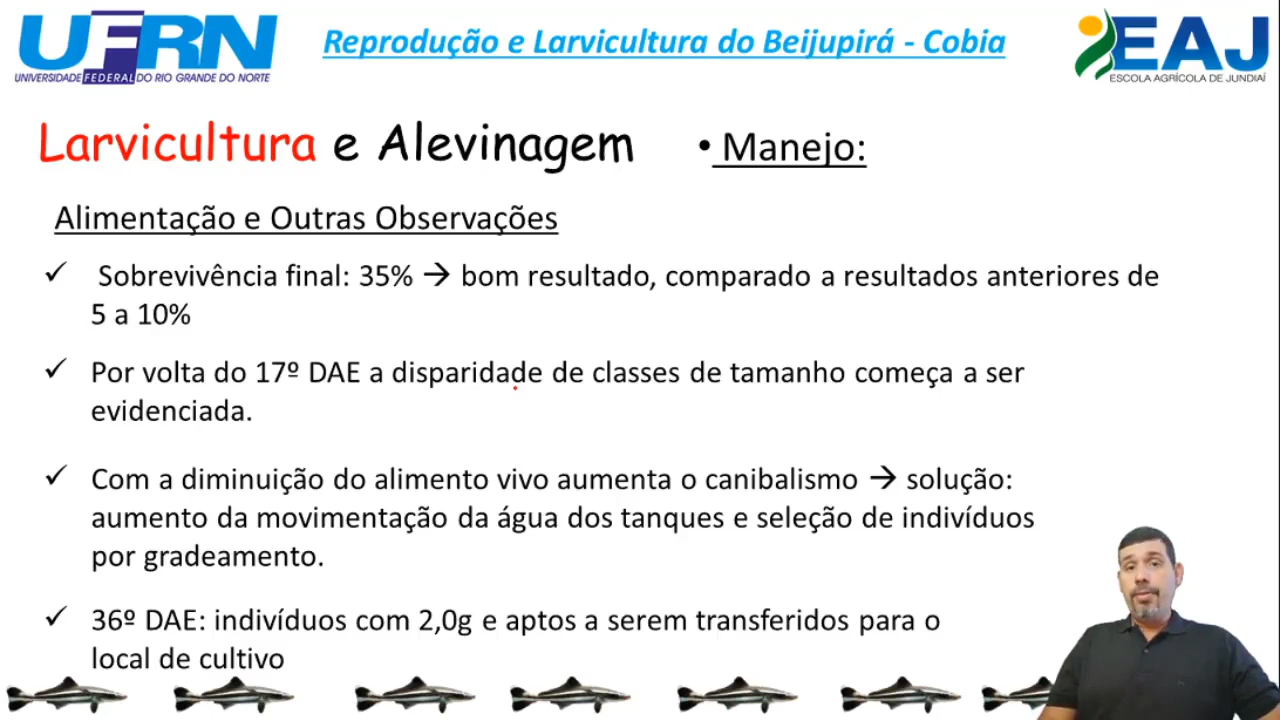 UFRN
UNIVERSIDADE FEDERAL DO RIO GRANDE DO NORTE
Reprodução e Larvicultura do Beijupirá - Cobia
EAJ
ESCOLA AGRÍCOLA DE JUNDIAÍ
Larvicultura e Alevinagem
• Manejo:
Alimentação e Outras Observações
✓ Sobrevivência final: 35% → bom resultado, comparado a resultados anteriores de
5 a 10%
✓ Por volta do 17º DAE a disparidade de classes de tamanho começa a ser
evidenciada.
✓ Com a diminuição do alimento vivo aumenta o canibalismo → solução:
aumento da movimentação da água dos tanques e seleção de indivíduos
por gradeamento.
✓ 36º DAE: indivíduos com 2,0g e aptos a serem transferidos para o
local de cultivo